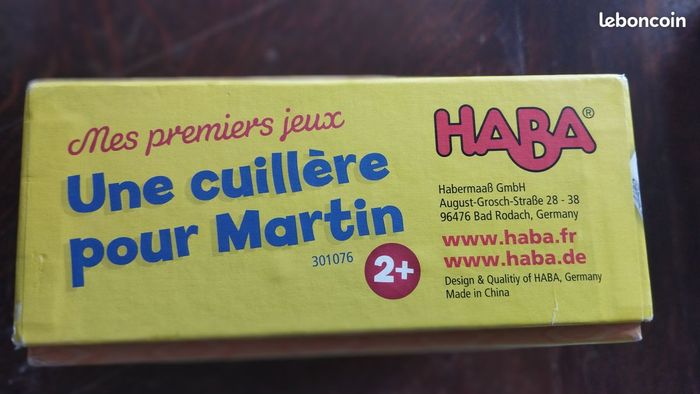 leboncoin
Mes premiers jeux
Une cuillère
pour Martin
301076
2+
HABA®
Habermaaß GmbH
August-Grosch-Straße 28 - 38
96476 Bad Rodach, Germany
www.haba.fr
www.haba.de
Design & Qualitiy of HABA, Germany
Made in China